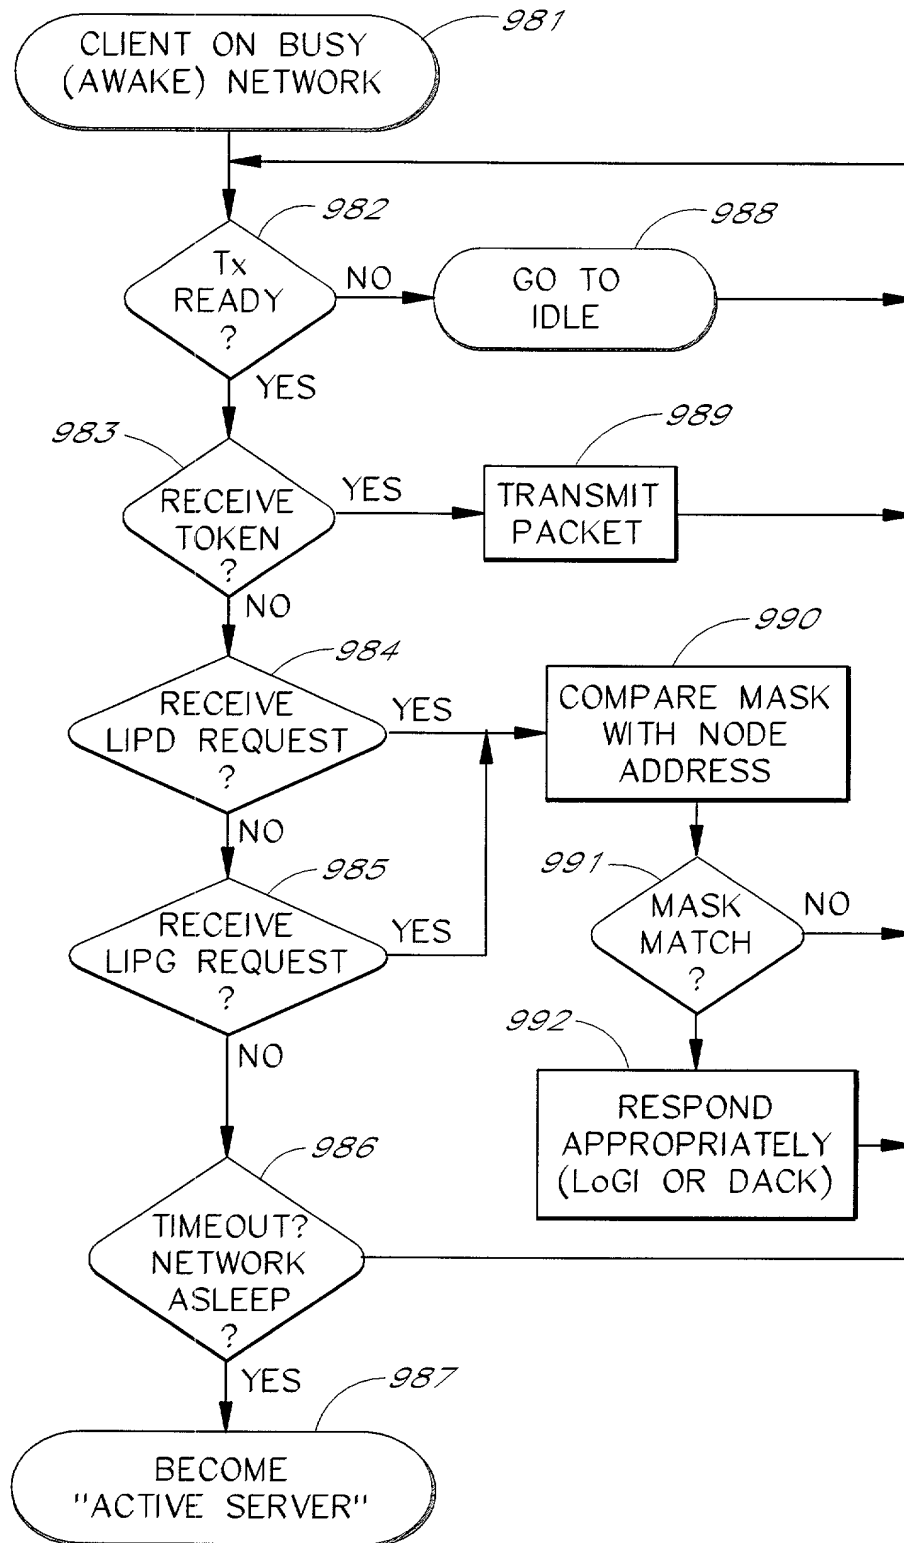 981
CLIENT ON BUSY
(AWAKE) NETWORK
982
Tx
READY
?
NO
988
GO TO
IDLE
YES
983
RECEIVE
TOKEN
?
YES
989
TRANSMIT
PACKET
NO
984
RECEIVE
LIPD REQUEST
?
YES
990
COMPARE MASK
WITH NODE
ADDRESS
NO
985
RECEIVE
LIPG REQUEST
?
YES
991
MASK
MATCH
?
NO
NO
992
RESPOND
APPROPRIATELY
(LoGI OR DACK)
986
TIMEOUT?
NETWORK
ASLEEP
?
YES
987
BECOME
"ACTIVE SERVER"